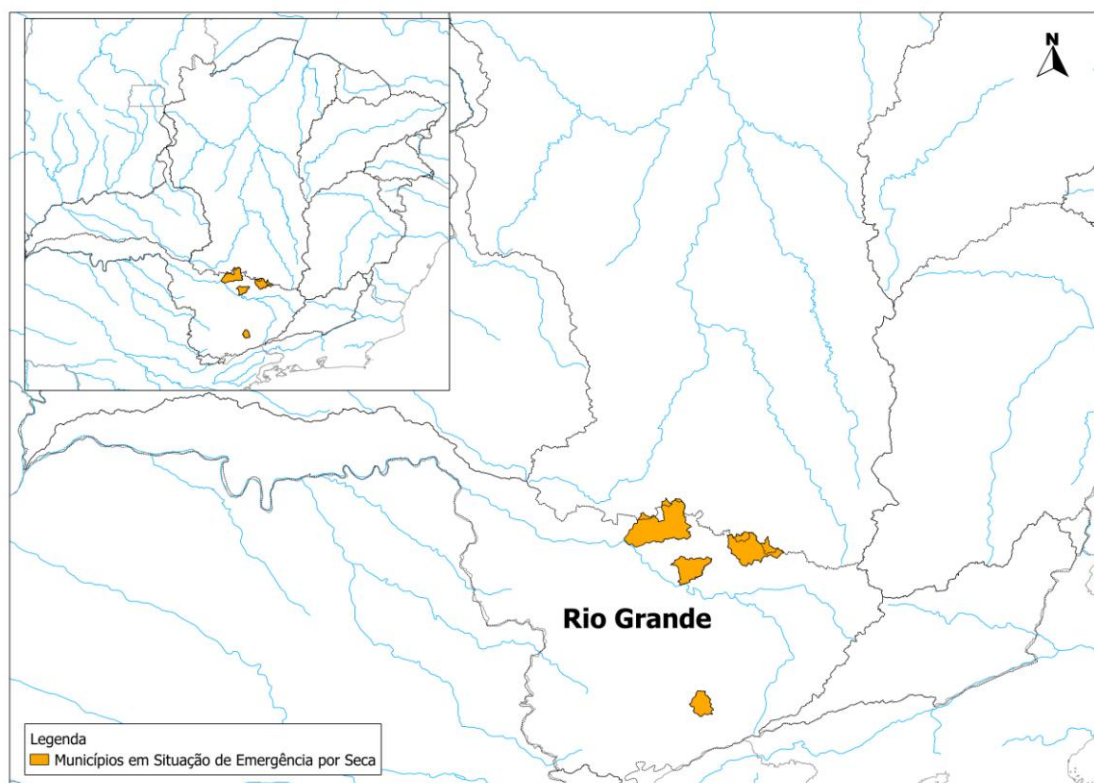 N
Rio Grande
Legenda
Municípios em Situação de Emergência por Seca